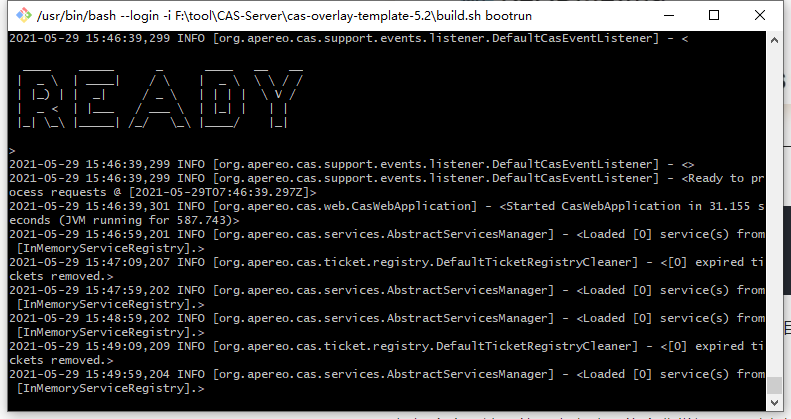 /usr/bin/bash --login -i F:\tool\CAS-Server\cas-overlay-template-5.2\build.sh bootrun
2021-05-29 15:46:39,299 INFO [org.apereo.cas.support.events.listener.DefaultCasEventListener] - <
READY
>
2021-05-29 15:46:39,299 INFO [org.apereo.cas.support.events.listener.DefaultCasEventListener] - <>
2021-05-29 15:46:39,299 INFO [org.apereo.cas.support.events.listener.DefaultCasEventListener] - <Ready to pr
ocess requests @ [2021-05-29T07:46:39.297Z]>
2021-05-29 15:46:39,301 INFO [org.apereo.cas.web.CasWebApplication] - <Started CasWebApplication in 31.155 s
econds (JVM running for 587.743)>
2021-05-29 15:46:59,201 INFO [org.apereo.cas.services.AbstractServicesManager] - <Loaded [0] service(s) from
[InMemoryServiceRegistry].>
2021-05-29 15:47:09,207 INFO [org.apereo.cas.ticket.registry.DefaultTicketRegistryCleaner] - <[0] expired ti
ckets removed.>
2021-05-29 15:47:59,202 INFO [org.apereo.cas.services.AbstractServicesManager] - <Loaded [0] service(s) from
[InMemoryServiceRegistry].>
2021-05-29 15:48:59,202 INFO [org.apereo.cas.services.AbstractServicesManager] - <Loaded [0] service(s) from
[InMemoryServiceRegistry].>
2021-05-29 15:49:09,209 INFO [org.apereo.cas.ticket.registry.DefaultTicketRegistryCleaner] - <[0] expired ti
ckets removed.>
2021-05-29 15:49:59,204 INFO [org.apereo.cas.services.AbstractServicesManager] - <Loaded [0] service(s) from
[InMemoryServiceRegistry].>